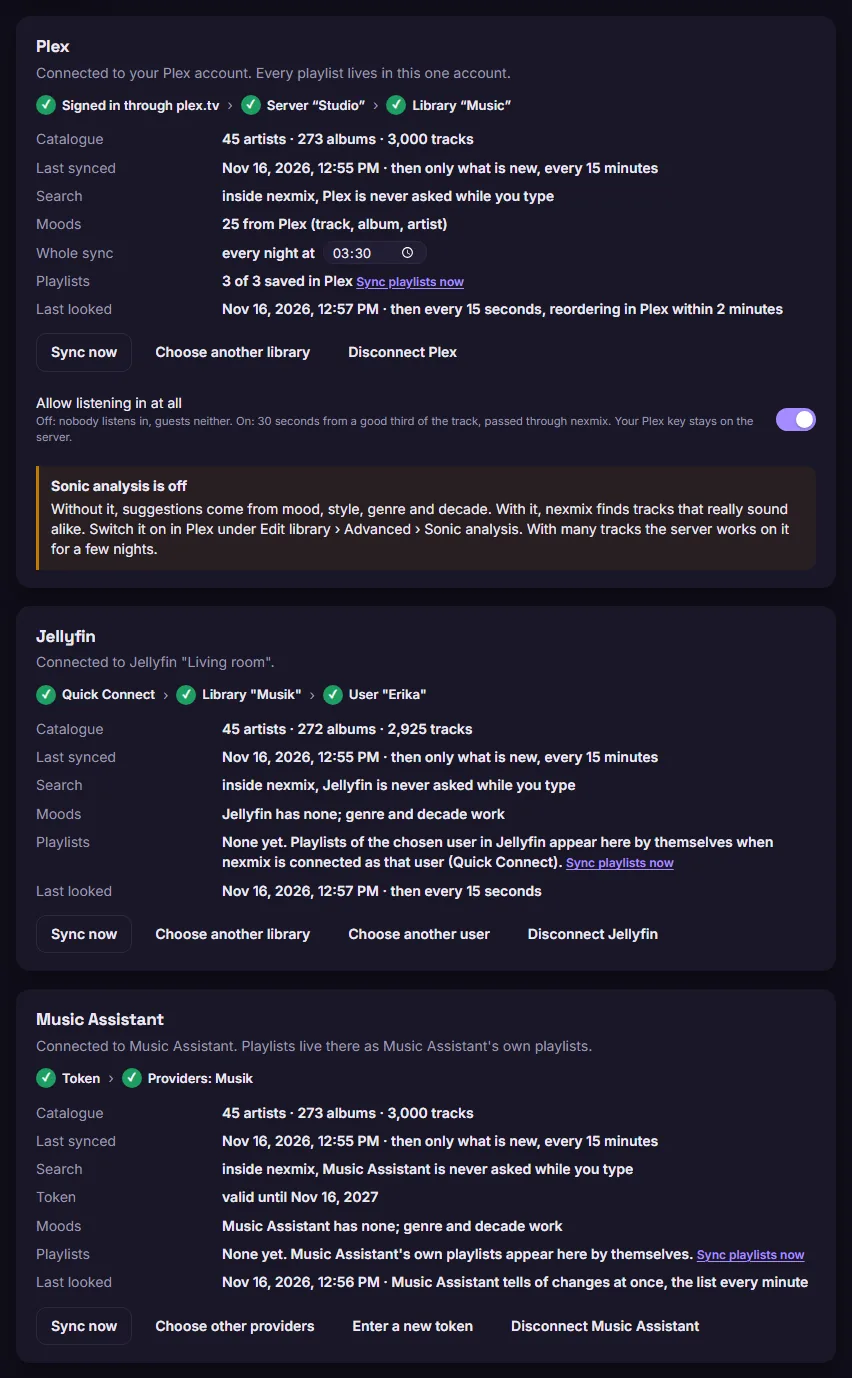 Plex
Connected to your Plex account. Every playlist lives in this one account.
Signed in through plex.tv › Server “Studio” › Library “Music”
Catalogue 45 artists · 273 albums · 3,000 tracks
Last synced Nov 16, 2026, 12:55 PM · then only what is new, every 15 minutes
Search inside nexmix, Plex is never asked while you type
Moods 25 from Plex (track, album, artist)
Whole sync every night at 03:30
Playlists 3 of 3 saved in Plex Sync playlists now
Last looked Nov 16, 2026, 12:57 PM · then every 15 seconds, reordering in Plex within 2 minutes
Sync now Choose another library Disconnect Plex
Allow listening in at all
Off: nobody listens in, guests neither. On: 30 seconds from a good third of the track, passed through nexmix. Your Plex key stays on the
server.
Sonic analysis is off
Without it, suggestions come from mood, style, genre and decade. With it, nexmix finds tracks that really sound
alike. Switch it on in Plex under Edit library › Advanced › Sonic analysis. With many tracks the server works on it
for a few nights.
Jellyfin
Connected to Jellyfin "Living room".
Quick Connect › Library "Musik" › User "Erika"
Catalogue 45 artists · 272 albums · 2,925 tracks
Last synced Nov 16, 2026, 12:55 PM · then only what is new, every 15 minutes
Search inside nexmix, Jellyfin is never asked while you type
Moods Jellyfin has none; genre and decade work
Playlists None yet. Playlists of the chosen user in Jellyfin appear here by themselves when
nexmix is connected as that user (Quick Connect). Sync playlists now
Last looked Nov 16, 2026, 12:57 PM · then every 15 seconds
Sync now Choose another library Choose another user Disconnect Jellyfin
Music Assistant
Connected to Music Assistant. Playlists live there as Music Assistant's own playlists.
Token › Providers: Musik
Catalogue 45 artists · 273 albums · 3,000 tracks
Last synced Nov 16, 2026, 12:55 PM · then only what is new, every 15 minutes
Search inside nexmix, Music Assistant is never asked while you type
Token valid until Nov 16, 2027
Moods Music Assistant has none; genre and decade work
Playlists None yet. Music Assistant's own playlists appear here by themselves. Sync playlists now
Last looked Nov 16, 2026, 12:56 PM · Music Assistant tells of changes at once, the list every minute
Sync now Choose other providers Enter a new token Disconnect Music Assistant